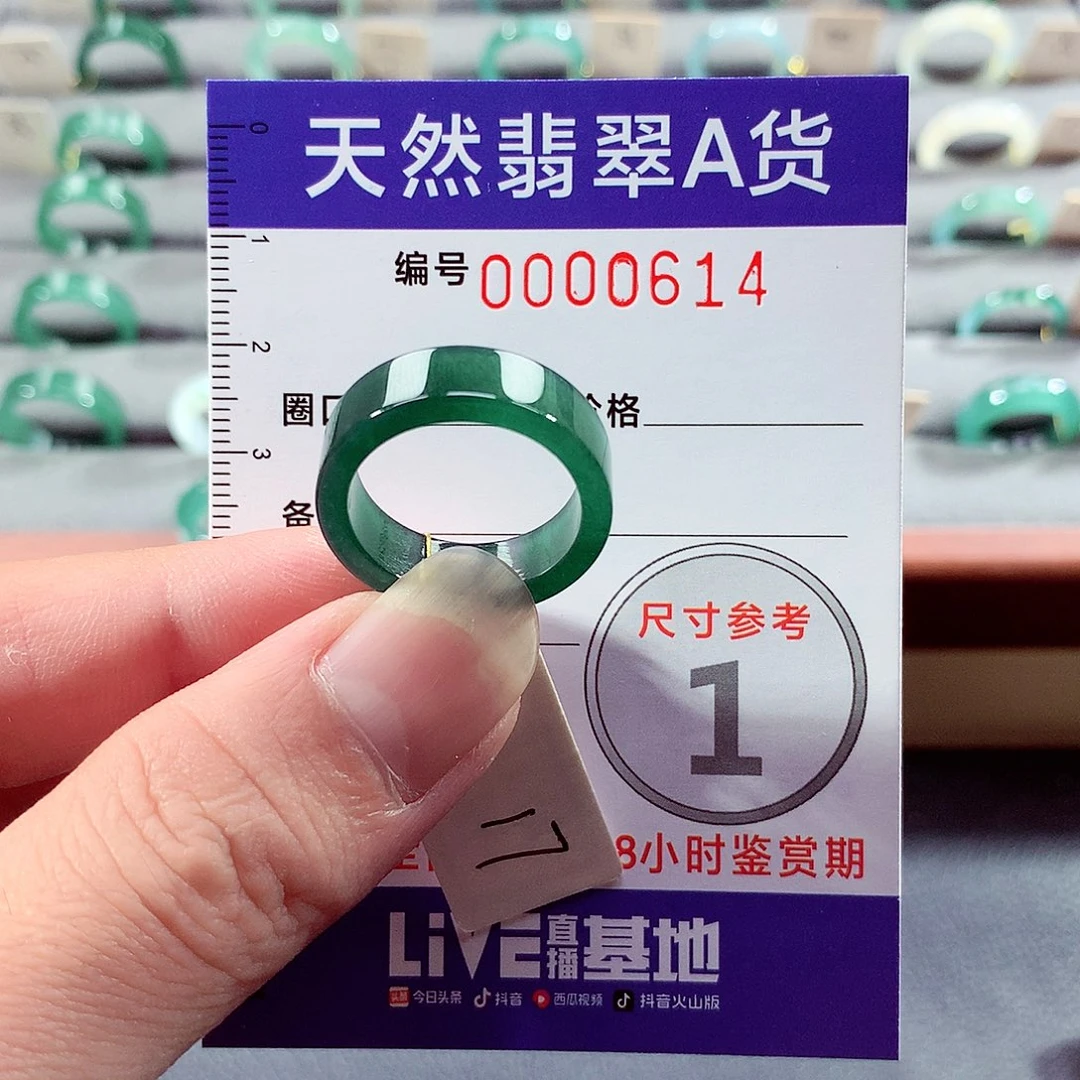 天然翡翠A货
编号 0000614
0
1
2
3
圈口 价格
备
尺寸参考
1
17
8小时鉴赏期
LiVE直播基地
今日头条 抖音 西瓜视频 抖音火山版